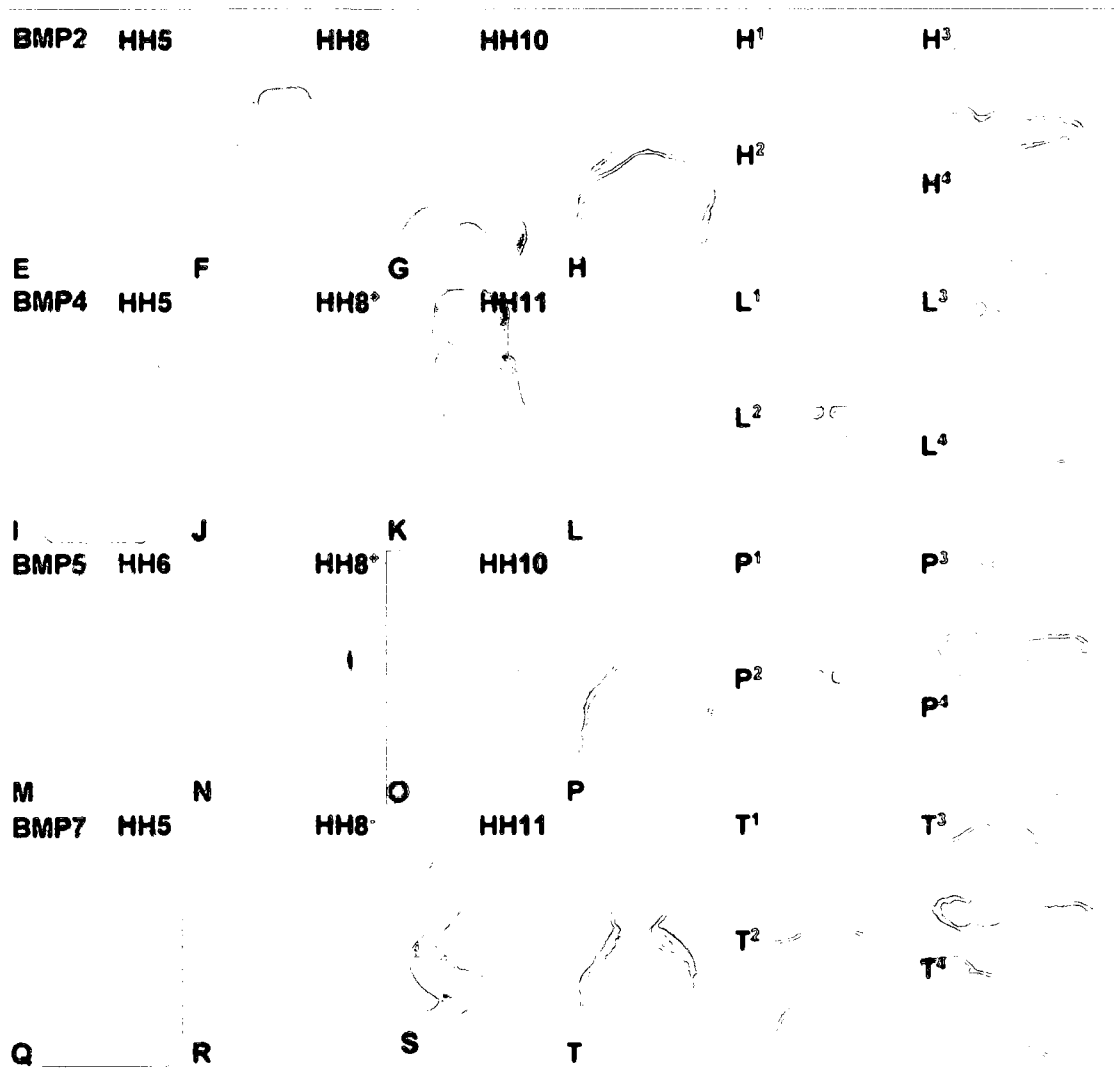 BMP2 HH5 HH8 HH10 H¹ H³
H²
H⁴
E F G H
BMP4 HH5 HH8⁺ HH11 L¹ L³
L²
L⁴
I J K L
BMP5 HH6 HH8⁺ HH10 P¹ P³
P²
P⁴
M N O P
BMP7 HH5 HH8⁻ HH11 T¹ T³
T²
T⁴
Q R S T